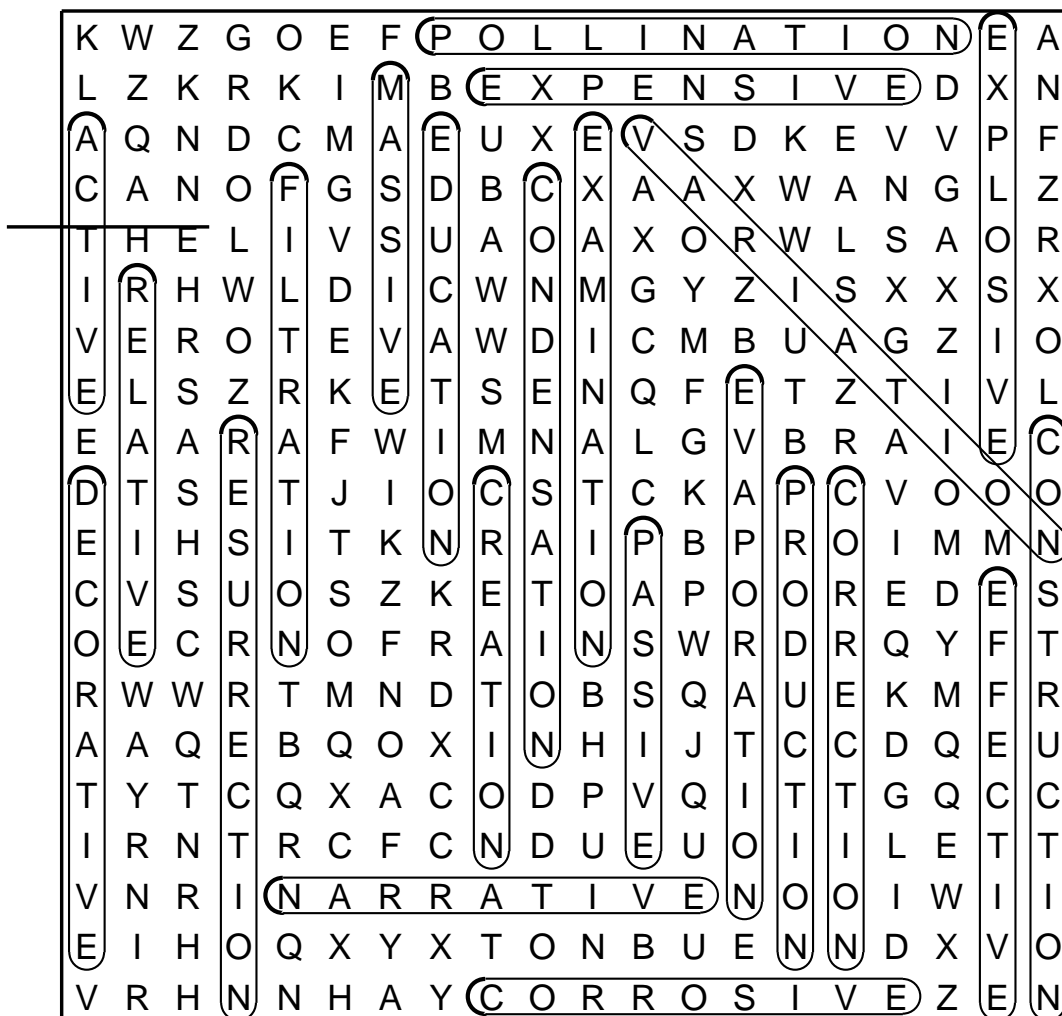 K W Z G O E F P O L L I N A T I O N E A
L Z K R K I M B E X P E N S I V E D X N
A Q N D C M A E U X E V S D K E V V P F
C A N O F G S D B C X A A X W A N G L Z
T H E L I V S U A O A X O R W L S A O R
I R H W L D I C W N M G Y Z I S X X S X
V E R O T E V A W D I C M B U A G Z I O
E L S Z R K E T S E N Q F E T Z T I V L
E A A R A F W I M N A L G V B R A I E C
D T S E T J I O C S T C K A P C V O O O
E I H S I T K N R A I P B P R O I M M N
C V S U O S Z K E T O A P O O R E D E S
O E C R N O F R A I N S W R D R Q Y F T
R W W R T M N D T O B S Q A U E K M F R
A A Q E B Q O X I N H I J T C C D Q E U
T Y T C Q X A C O D P V Q I T T G Q C C
I R N T R C F C N D U E U O I I L E T T
V N R I N A R R A T I V E N O O I W I I
E I H O Q X Y X T O N B U E N N D X V O
V R H N N H A Y C O R R O S I V E Z E N